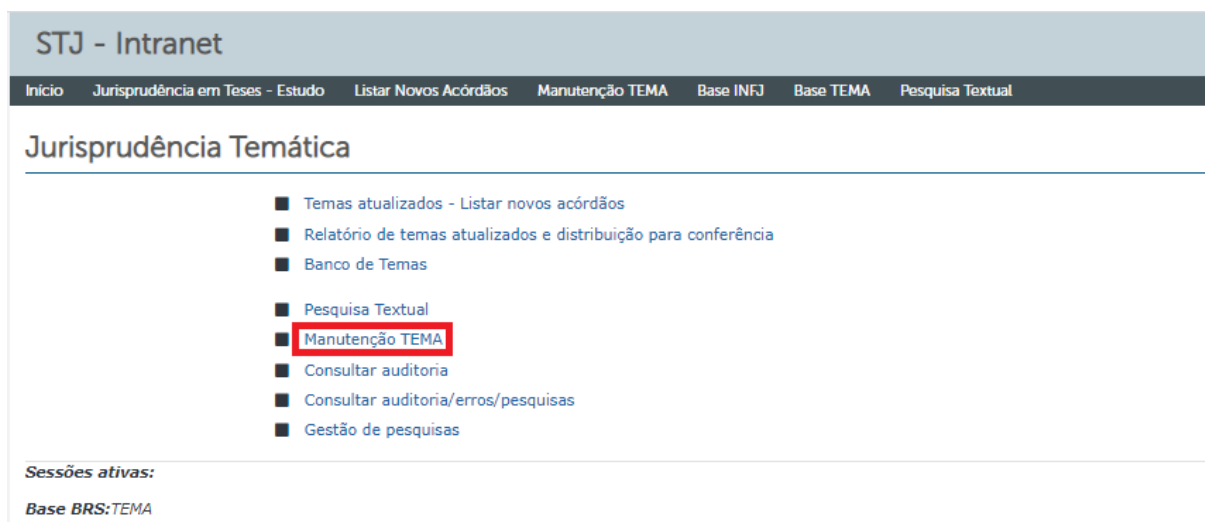 STJ - Intranet
Início Jurisprudência em Teses - Estudo Listar Novos Acórdãos Manutenção TEMA Base INFJ Base TEMA Pesquisa Textual
Jurisprudência Temática
Temas atualizados - Listar novos acórdãos
Relatório de temas atualizados e distribuição para conferência
Banco de Temas
Pesquisa Textual
Manutenção TEMA
Consultar auditoria
Consultar auditoria/erros/pesquisas
Gestão de pesquisas
Sessões ativas:
Base BRS:TEMA